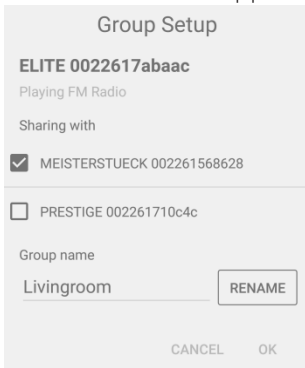 Group Setup
ELITE 0022617abaac
Playing FM Radio
Sharing with
MEISTERSTUECK 002261568628
PRESTIGE 002261710c4c
Group name
Livingroom
RENAME
CANCEL OK